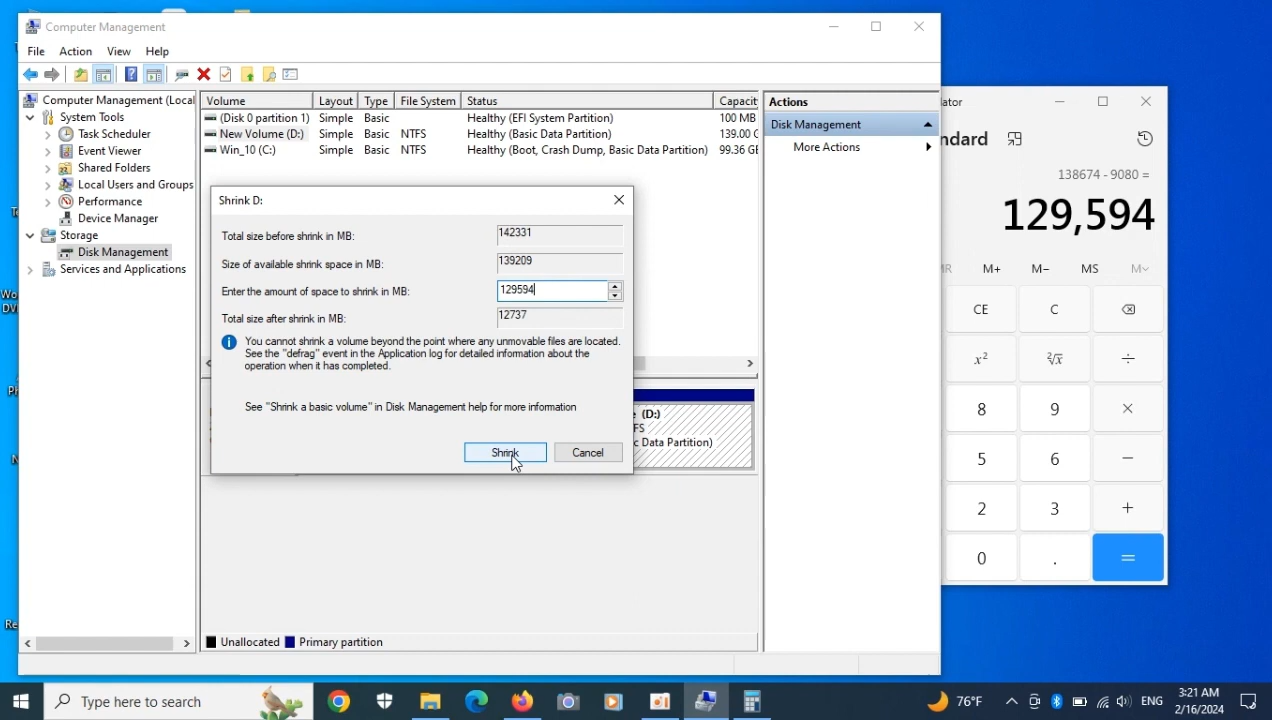 Computer Management
File Action View Help
Computer Management (Local
System Tools
Task Scheduler
Event Viewer
Shared Folders
Local Users and Groups
Performance
Device Manager
Storage
Disk Management
Services and Applications
Volume Layout Type File System Status Capacit
(Disk 0 partition 1) Simple Basic Healthy (EFI System Partition) 100 MB
New Volume (D:) Simple Basic NTFS Healthy (Basic Data Partition) 139.00 G
Win_10 (C:) Simple Basic NTFS Healthy (Boot, Crash Dump, Basic Data Partition) 99.36 GB
Actions
Disk Management
More Actions
Shrink D:
Total size before shrink in MB: 142331
Size of available shrink space in MB: 139209
Enter the amount of space to shrink in MB: 129594
Total size after shrink in MB: 12737
You cannot shrink a volume beyond the point where any unmovable files are located.
See the "defrag" event in the Application log for detailed information about the
operation when it has completed.
See "Shrink a basic volume" in Disk Management help for more information
Shrink Cancel
(D:)
FS
c Data Partition)
Unallocated Primary partition
ator
ndard
138674 - 9080 =
129,594
MR M+ M− MS M
CE C
x² ²√x ÷
8 9 ×
5 6 −
2 3 +
0 . =
Type here to search
76°F
ENG
3:21 AM
2/16/2024